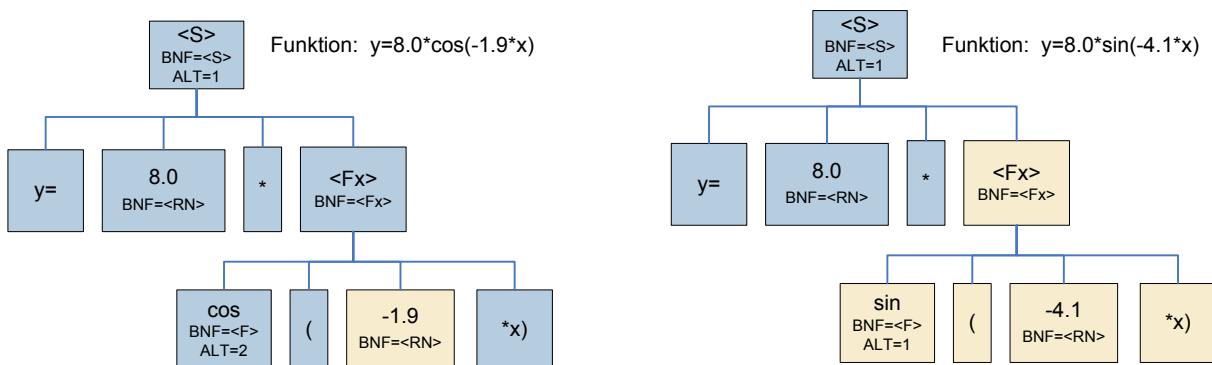 <S>
BNF=<S>
ALT=1
Funktion: y=8.0*cos(-1.9*x)
y=
8.0
BNF=<RN>
*
<Fx>
BNF=<Fx>
cos
BNF=<F>
ALT=2
(
-1.9
BNF=<RN>
*x)
<S>
BNF=<S>
ALT=1
Funktion: y=8.0*sin(-4.1*x)
y=
8.0
BNF=<RN>
*
<Fx>
BNF=<Fx>
sin
BNF=<F>
ALT=1
(
-4.1
BNF=<RN>
*x)